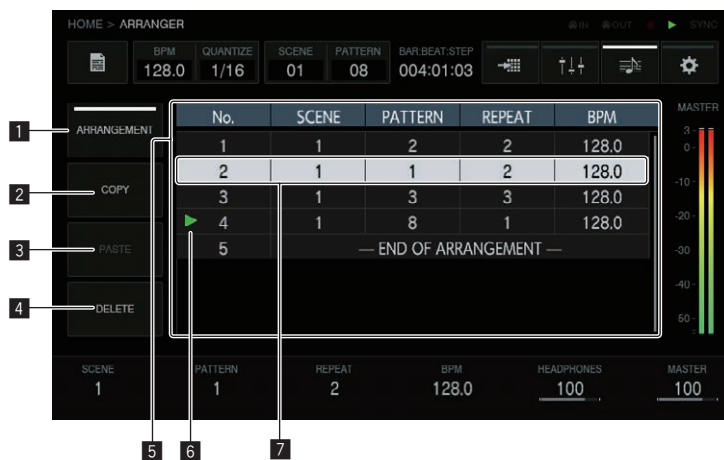 HOME > ARRANGER
IN OUT SYNC
BPM QUANTIZE SCENE PATTERN BAR:BEAT:STEP
128.0 1/16 01 08 004:01:03
ARRANGEMENT
COPY
PASTE
DELETE
No. SCENE PATTERN REPEAT BPM
1 1 2 2 128.0
2 1 1 2 128.0
3 1 3 3 128.0
4 1 8 1 128.0
5 — END OF ARRANGEMENT —
MASTER
3
0
-10
-20
-30
-40
50
SCENE PATTERN REPEAT BPM HEADPHONES MASTER
1 1 2 128.0 100 100
1
2
3
4
5 6 7